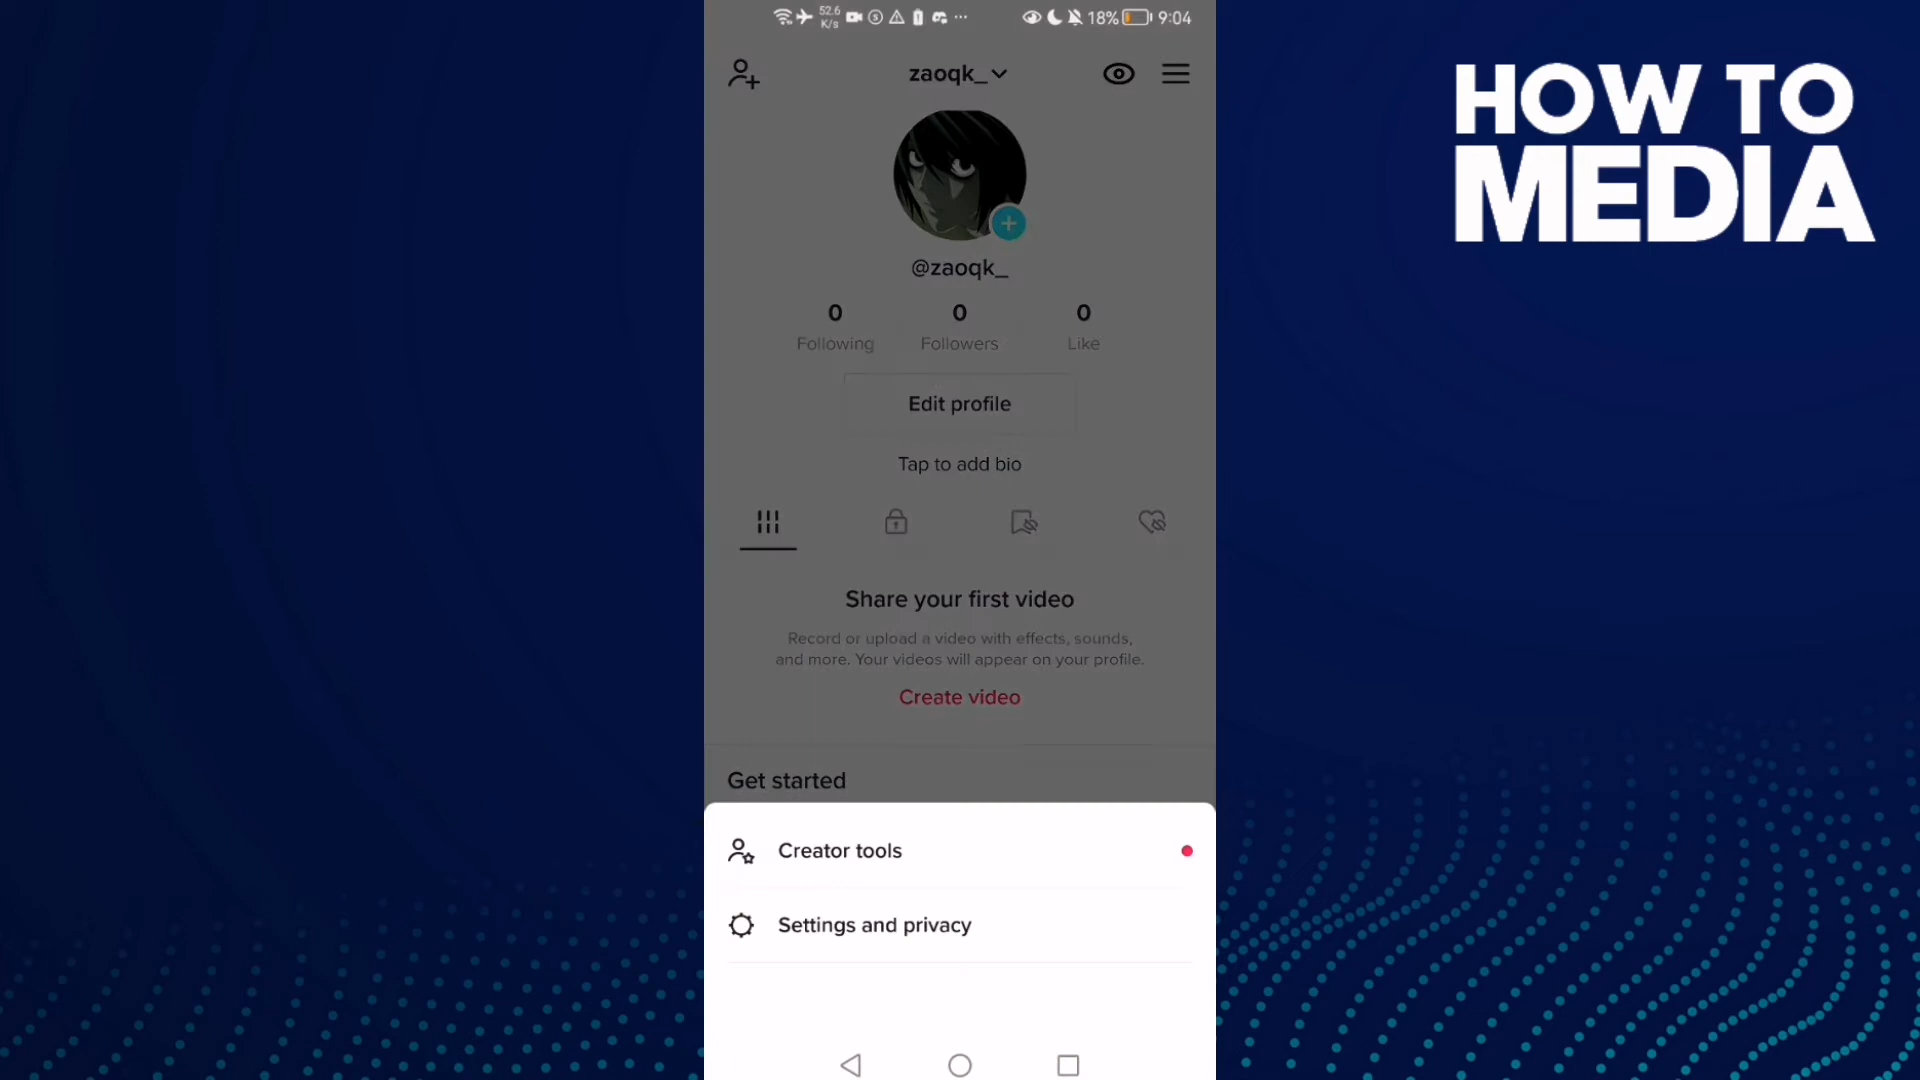 52.6
K/s
18%
9:04
zaoqk_
HOW TO
MEDIA
@zaoqk_
0 0 0
Following Followers Like
Edit profile
Tap to add bio
Share your first video
Record or upload a video with effects, sounds,
and more. Your videos will appear on your profile.
Create video
Get started
Creator tools
Settings and privacy